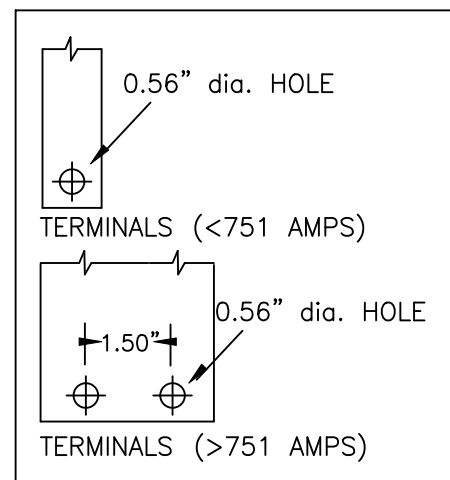 0.56” dia. HOLE
TERMINALS (<751 AMPS)
0.56” dia. HOLE
1.50”
TERMINALS (>751 AMPS)